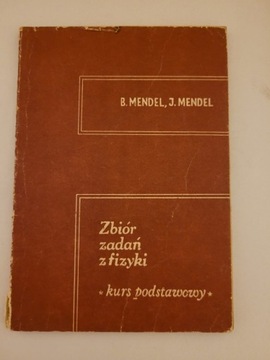 B. MENDEL, J. MENDEL
Zbiór
zadań
z fizyki
* kurs podstawowy *